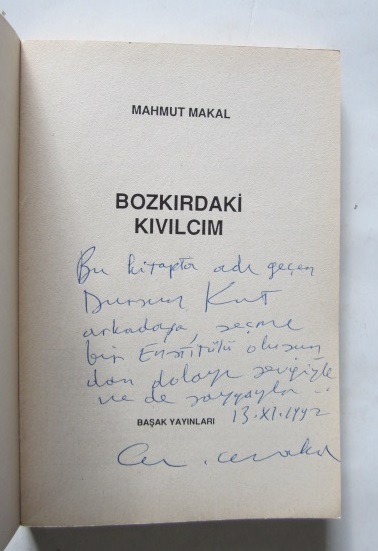 MAHMUT MAKAL
BOZKIRDAKİ
KIVILCIM
Bu kitapta adı geçen
Dursun Kut
arkadaşa, seçme
bir Enstitülü oluşun
dan dolayı sevgiyle
ve de saygıyla..
13.XI.1992
BAŞAK YAYINLARI